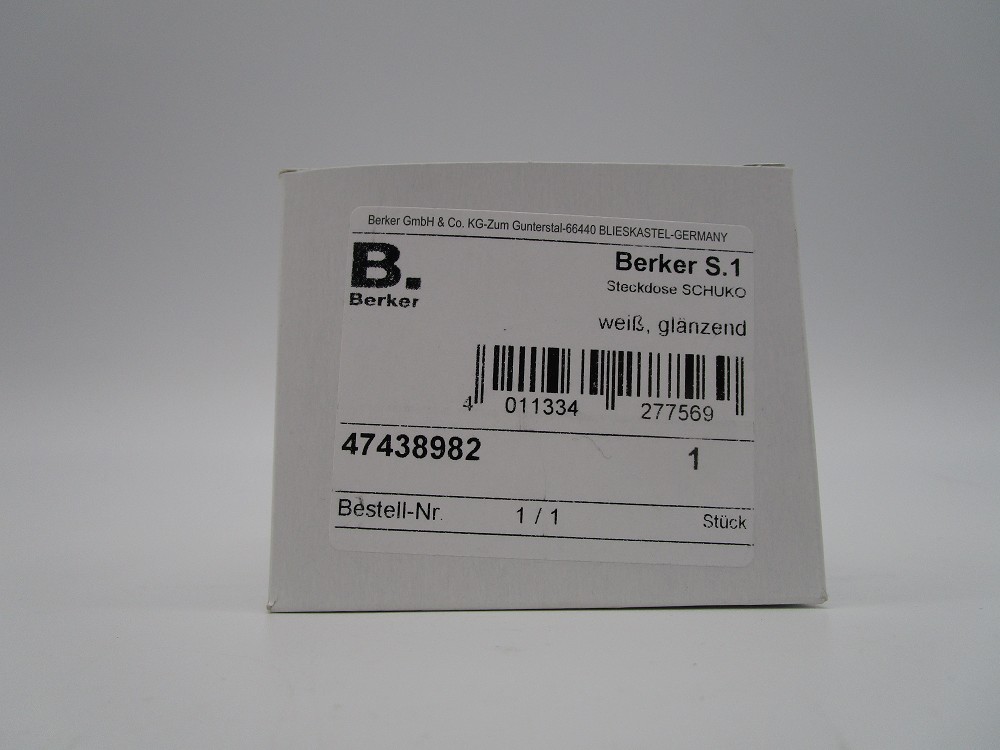 Berker GmbH & Co. KG-Zum Gunterstal-66440 BLIESKASTEL-GERMANY
B.
Berker
Berker S.1
Steckdose SCHUKO
weiß, glänzend
4 011334 277569
47438982 1
Bestell-Nr. 1 / 1 Stück